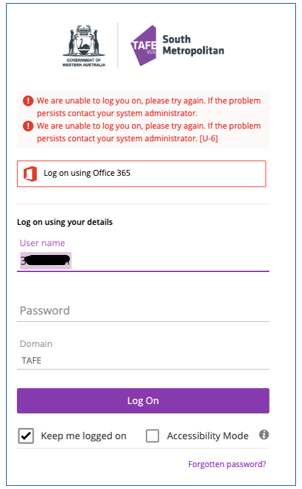 GOVERNMENT OF
WESTERN AUSTRALIA
TAFE
WA
South
Metropolitan
We are unable to log you on, please try again. If the problem
persists contact your system administrator.
We are unable to log you on, please try again. If the problem
persists contact your system administrator. [U-6]
Log on using Office 365
Log on using your details
User name
Password
Domain
TAFE
Log On
Keep me logged on
Accessibility Mode
Forgotten password?